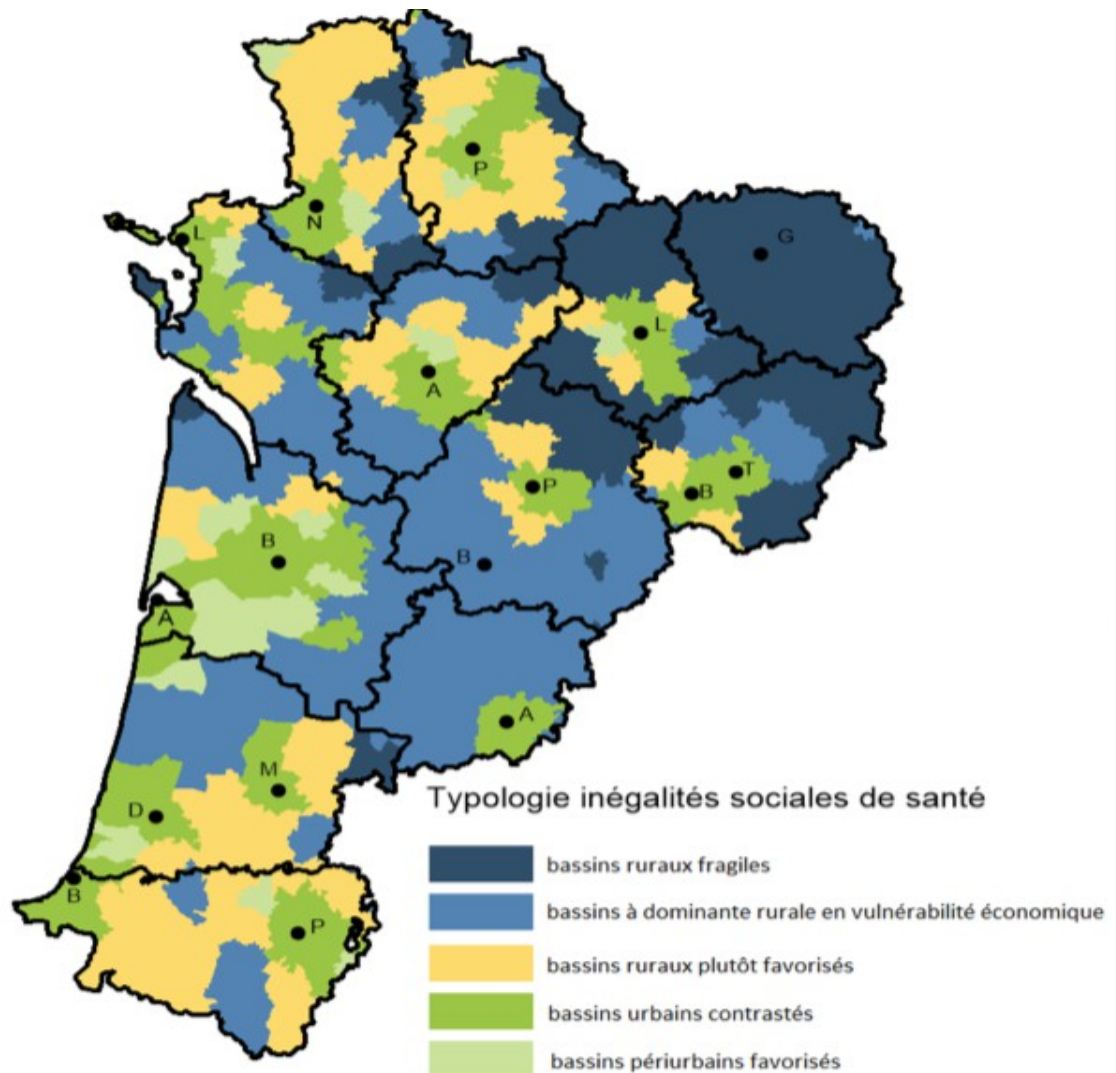 P
N
L
G
L
A
P
T
B
B
B
A
A
M
D
B
P
Typologie inégalités sociales de santé
bassins ruraux fragiles
bassins à dominante rurale en vulnérabilité économique
bassins ruraux plutôt favorisés
bassins urbains contrastés
bassins périurbains favorisés